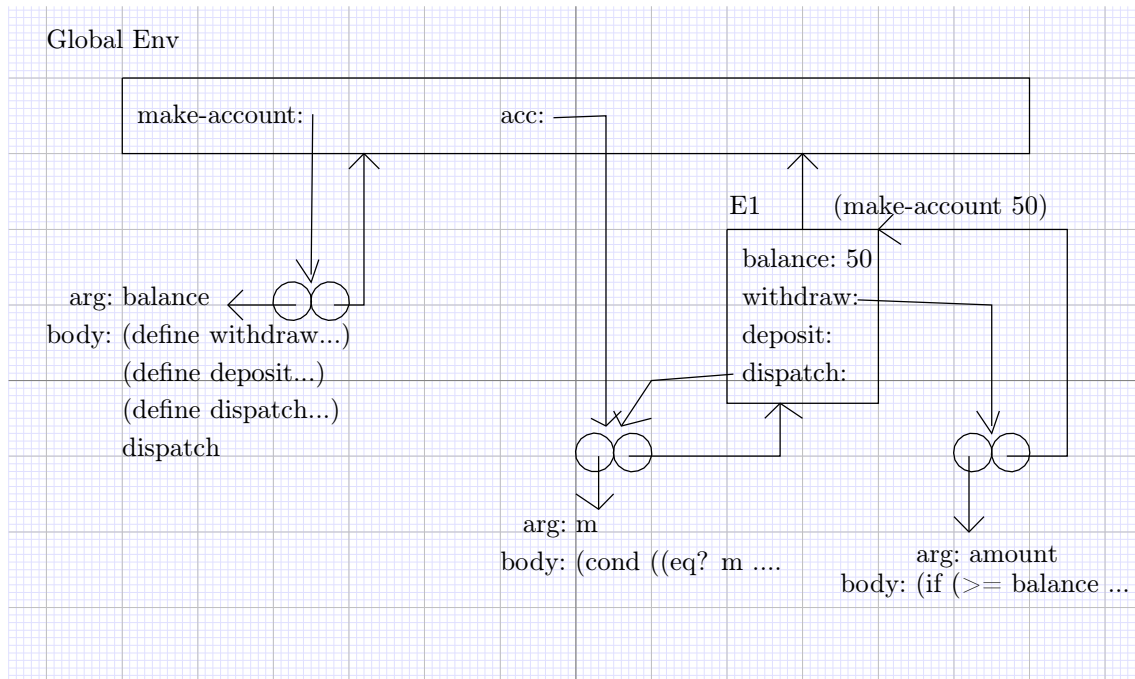 Global Env
make-account:
acc:
E1
(make-account 50)
balance: 50
withdraw:
deposit:
dispatch:
arg: balance
body: (define withdraw...)
(define deposit...)
(define dispatch...)
dispatch
arg: m
body: (cond ((eq? m ....
arg: amount
body: (if (>= balance ...